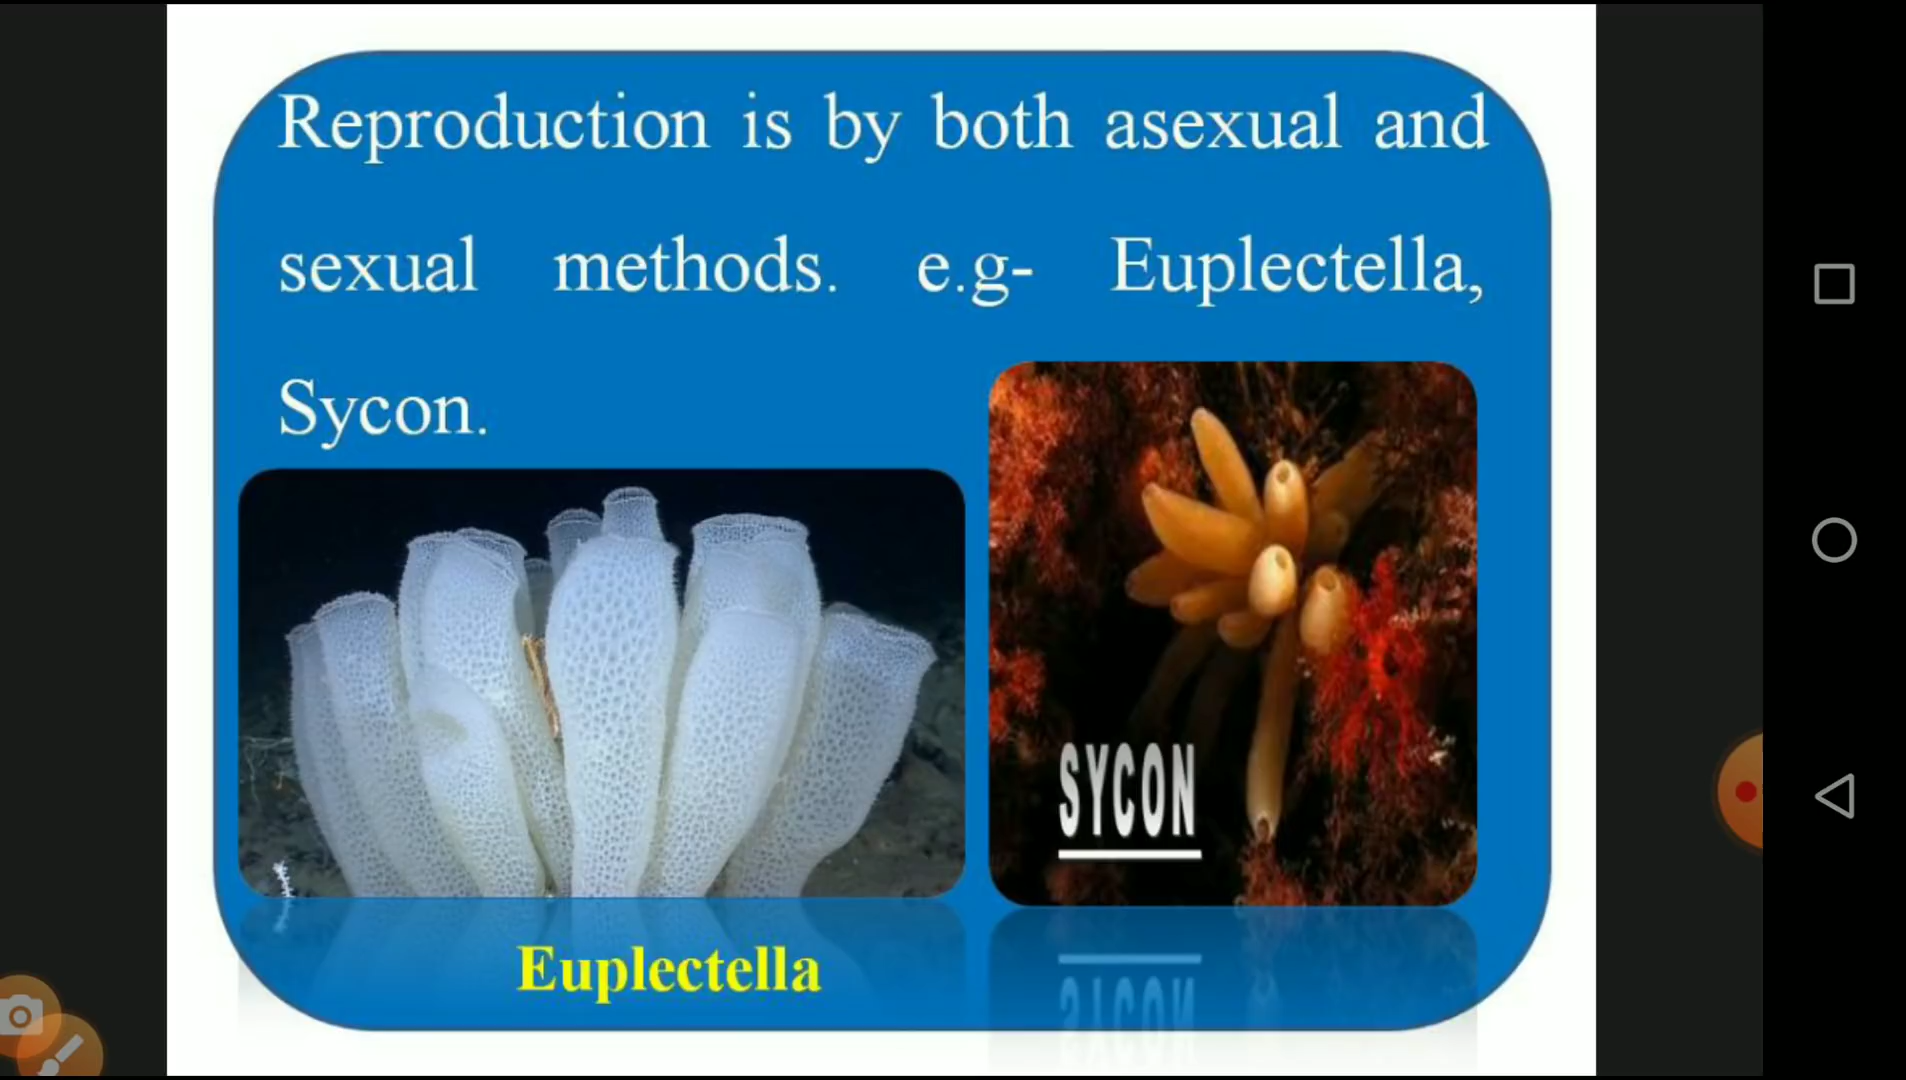 Reproduction is by both asexual and
sexual methods. e.g- Euplectella,
Sycon.
SYCON
Euplectella